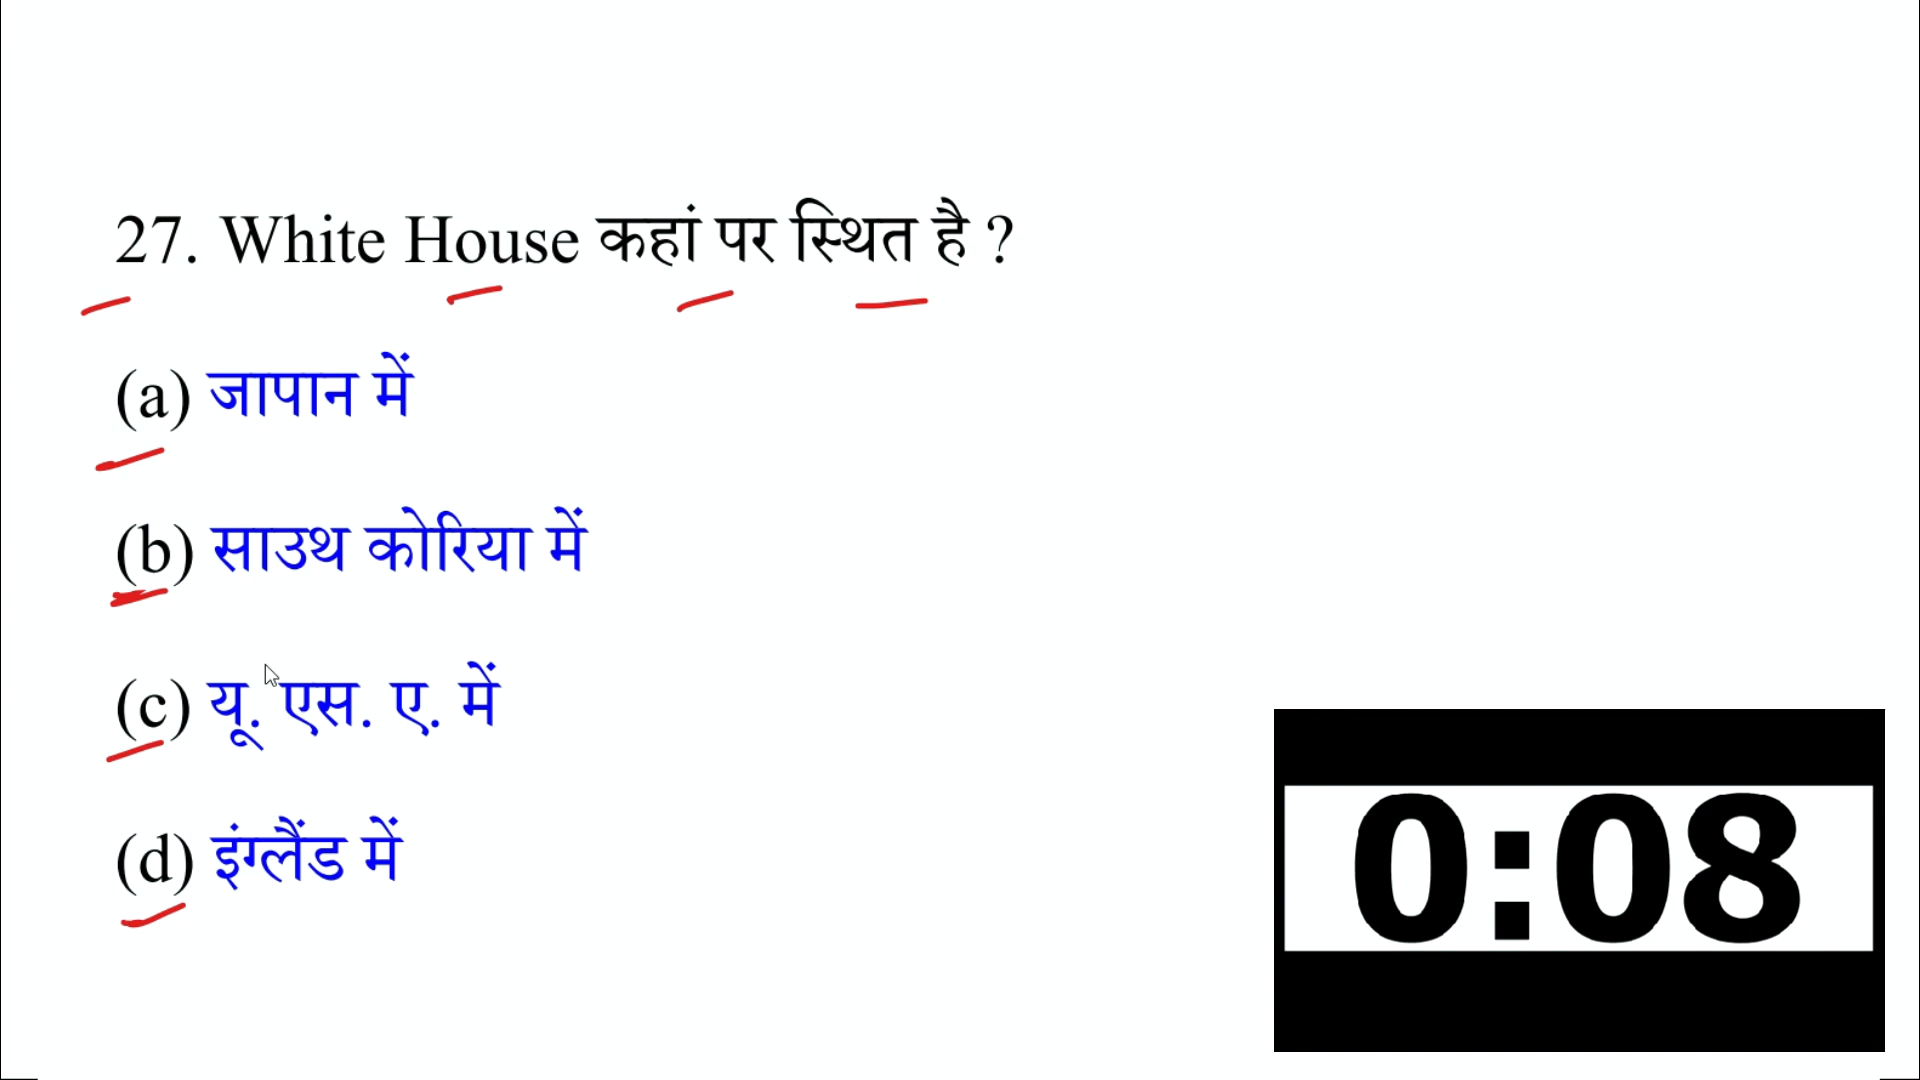 27. White House कहां पर स्थित है ?
(a) जापान में
(b) साउथ कोरिया में
(c) यू. एस. ए. में
(d) इंग्लैंड में
0:08